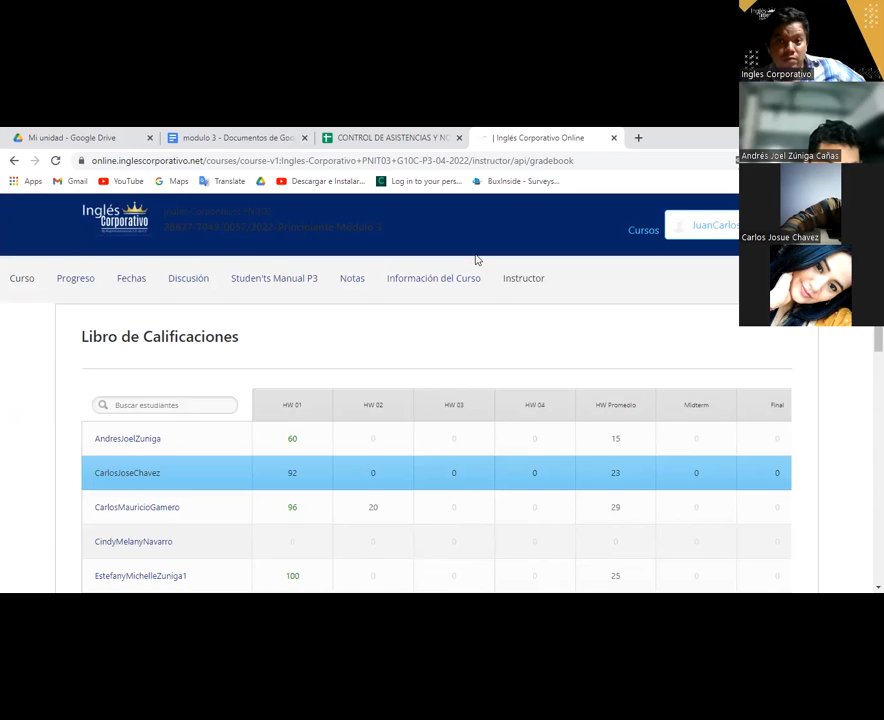 Mi unidad - Google Drive
modulo 3 - Documentos de Goo
CONTROL DE ASISTENCIAS Y NO
| Inglés Corporativo Online
online.inglescorporativo.net/courses/course-v1:Ingles-Corporativo+PNIT03+G10C-P3-04-2022/instructor/api/gradebook
Apps
Gmail
YouTube
Maps
Translate
Descargar e Instalar...
Log in to your pers...
BuxInside - Surveys...
Inglés
Corporativo
Cursos
JuanCarlos
Curso
Progreso
Fechas
Discusión
Studen'ts Manual P3
Notas
Información del Curso
Instructor
Libro de Calificaciones
Buscar estudiantes
HW 01 HW 02 HW 03 HW 04 HW Promedio Midterm Final
AndresJoelZuniga 60 0 0 0 15 0 0
CarlosJoseChavez 92 0 0 0 23 0 0
CarlosMauricioGamero 96 20 0 0 29 0 0
CindyMelanyNavarro 0 0 0 0 0 0 0
EstefanyMichelleZuniga1 100 0 0 0 25 0 0
Ingles Corporativo
Andrés Joel Zúniga Cañas
Carlos Josue Chavez